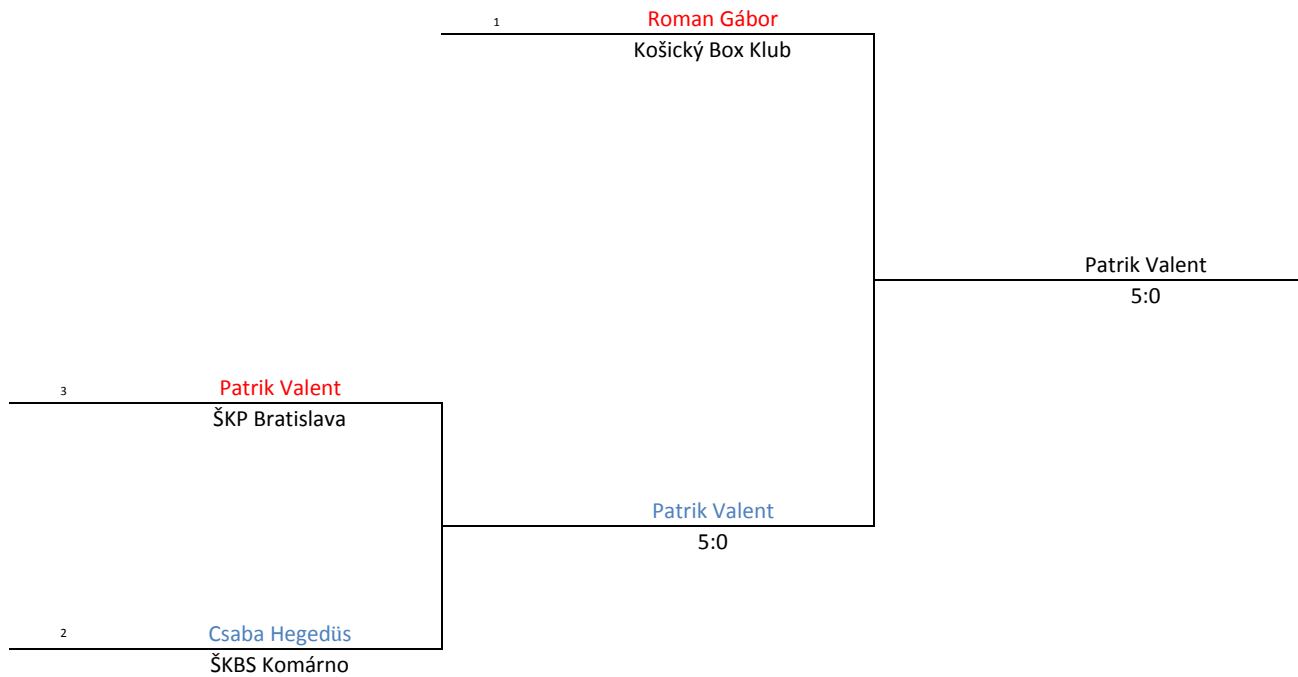 1 Roman Gábor
Košický Box Klub
Patrik Valent
5:0
3 Patrik Valent
ŠKP Bratislava
Patrik Valent
5:0
2 Csaba Hegedüs
ŠKBS Komárno